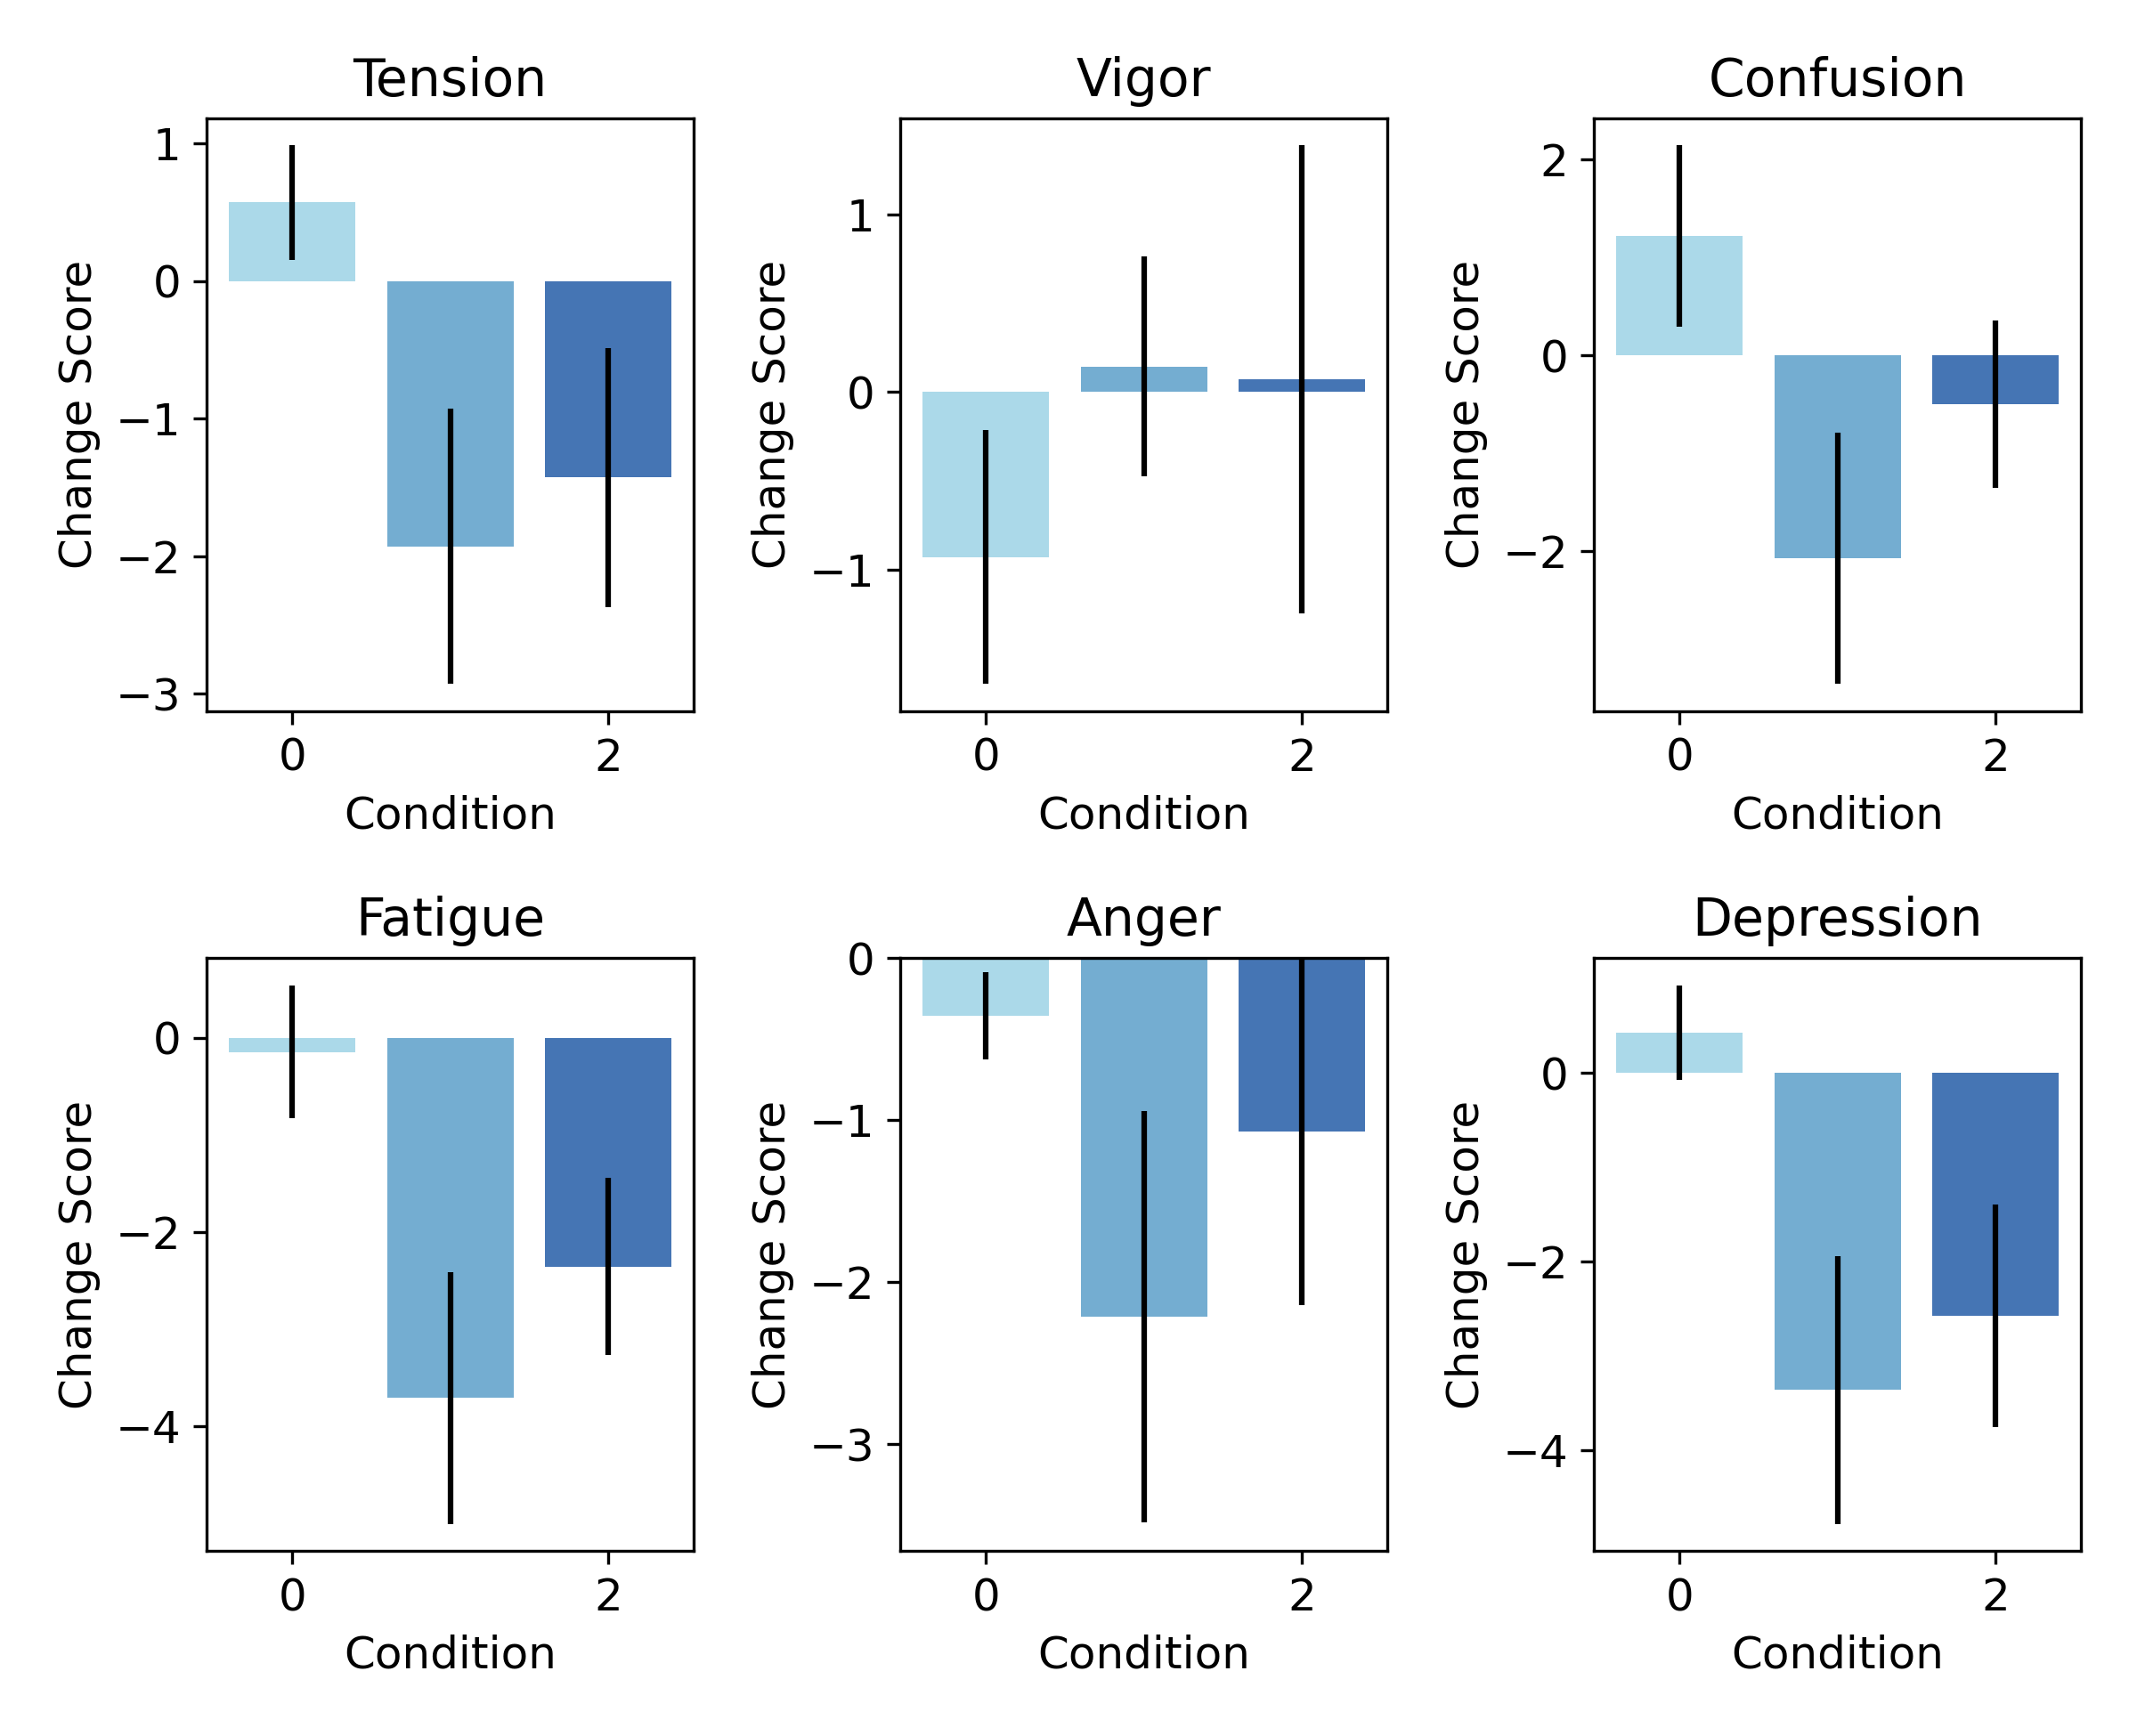 Tension
Vigor
Confusion
1
0
−1
−2
−3
Change Score
0
2
Condition
1
0
−1
Change Score
0
2
Condition
2
0
−2
Change Score
0
2
Condition
Fatigue
Anger
Depression
0
−2
−4
Change Score
0
2
Condition
0
−1
−2
−3
Change Score
0
2
Condition
0
−2
−4
Change Score
0
2
Condition